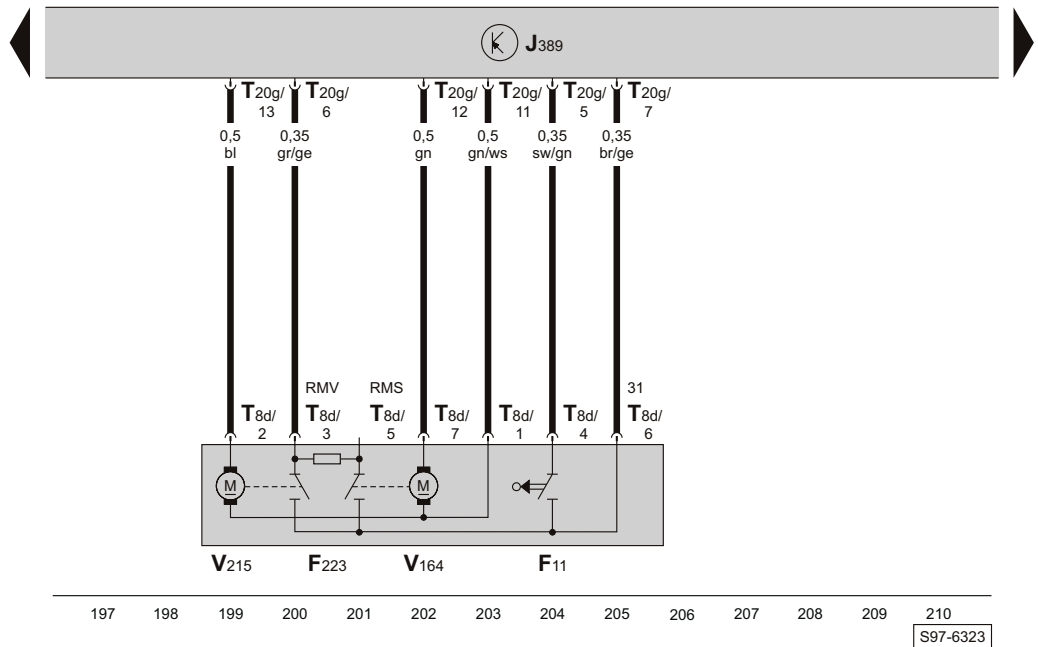 K J389
T20g/ T20g/ T20g/ T20g/ T20g/ T20g/
13 6 12 11 5 7
0,5 0,35 0,5 0,5 0,35 0,35
bl gr/ge gn gn/ws sw/gn br/ge
RMV RMS 31
T8d/ T8d/ T8d/ T8d/ T8d/ T8d/ T8d/
2 3 5 7 1 4 6
M M
V215 F223 V164 F11
197 198 199 200 201 202 203 204 205 206 207 208 209 210
S97-6323